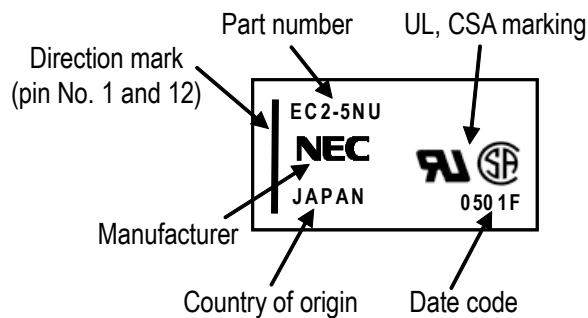 Part number
UL, CSA marking
Direction mark
(pin No. 1 and 12)
EC2-5NU
NEC
JAPAN
0501F
Manufacturer
Country of origin
Date code